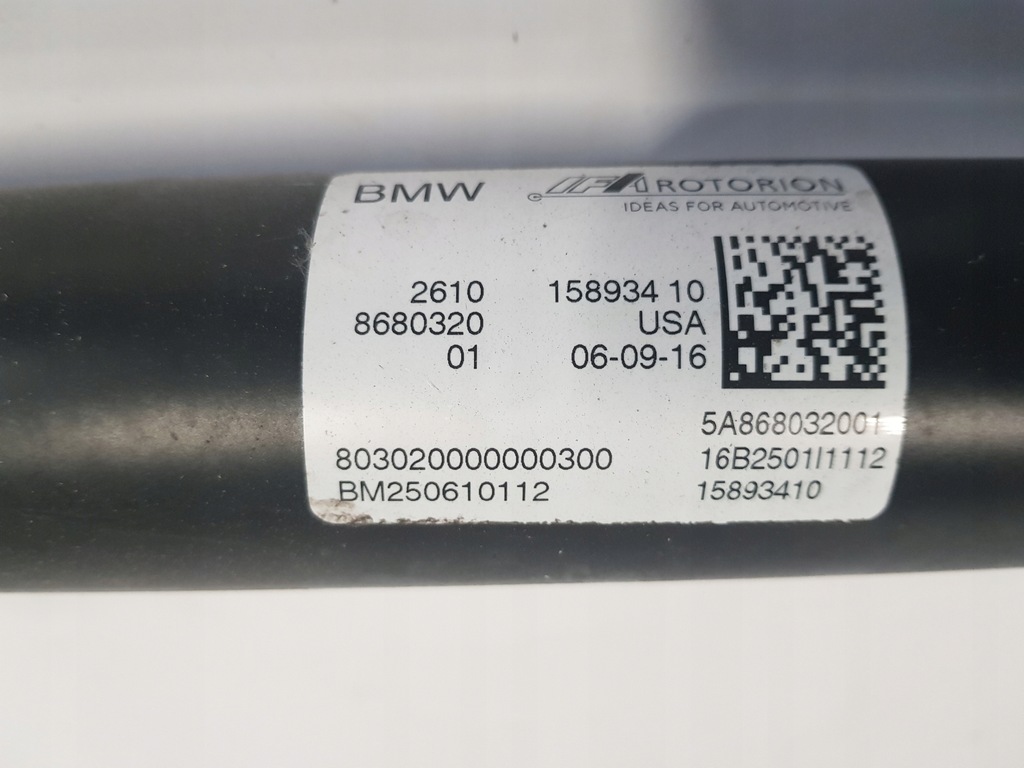 BMW
IFA ROTORION
IDEAS FOR AUTOMOTIVE
2610 158934 10
8680320 USA
01 06-09-16
5A868032001
803020000000300 16B2501I1112
BM250610112 15893410